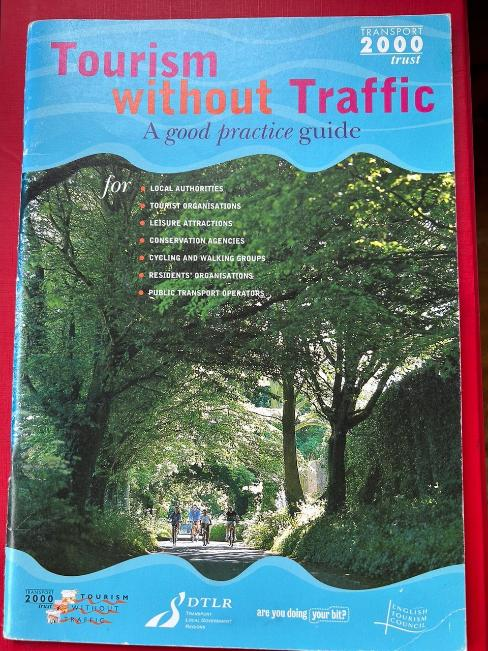 TRANSPORT
2000
trust
Tourism
without Traffic
A good practice guide
for
LOCAL AUTHORITIES
TOURIST ORGANISATIONS
LEISURE ATTRACTIONS
CONSERVATION AGENCIES
CYCLING AND WALKING GROUPS
RESIDENTS' ORGANISATIONS
PUBLIC TRANSPORT OPERATORS
TRANSPORT
2000
trust
TOURISM
WITHOUT
TRAFFIC
DTLR
TRANSPORT
LOCAL GOVERNMENT
REGIONS
are you doing your bit?
ENGLISH
TOURISM
COUNCIL